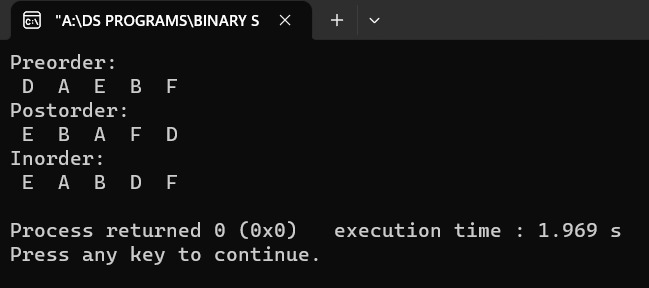 "A:\DS PROGRAMS\BINARY S
Preorder:
D A E B F
Postorder:
E B A F D
Inorder:
E A B D F
Process returned 0 (0x0)   execution time : 1.969 s
Press any key to continue.